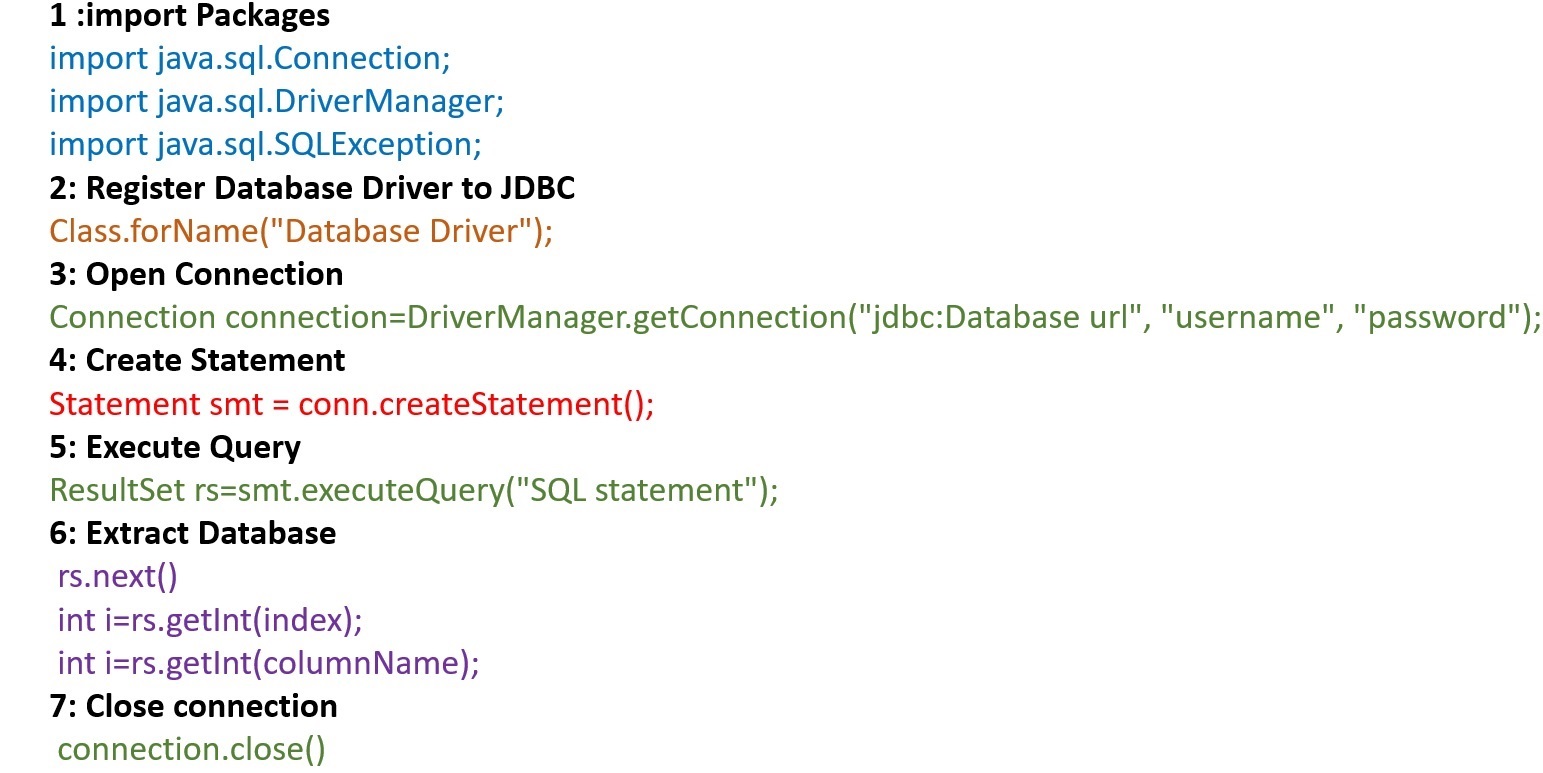 1 :import Packages
import java.sql.Connection;
import java.sql.DriverManager;
import java.sql.SQLException;
2: Register Database Driver to JDBC
Class.forName("Database Driver");
3: Open Connection
Connection connection=DriverManager.getConnection("jdbc:Database url", "username", "password");
4: Create Statement
Statement smt = conn.createStatement();
5: Execute Query
ResultSet rs=smt.executeQuery("SQL statement");
6: Extract Database
rs.next()
int i=rs.getInt(index);
int i=rs.getInt(columnName);
7: Close connection
connection.close()